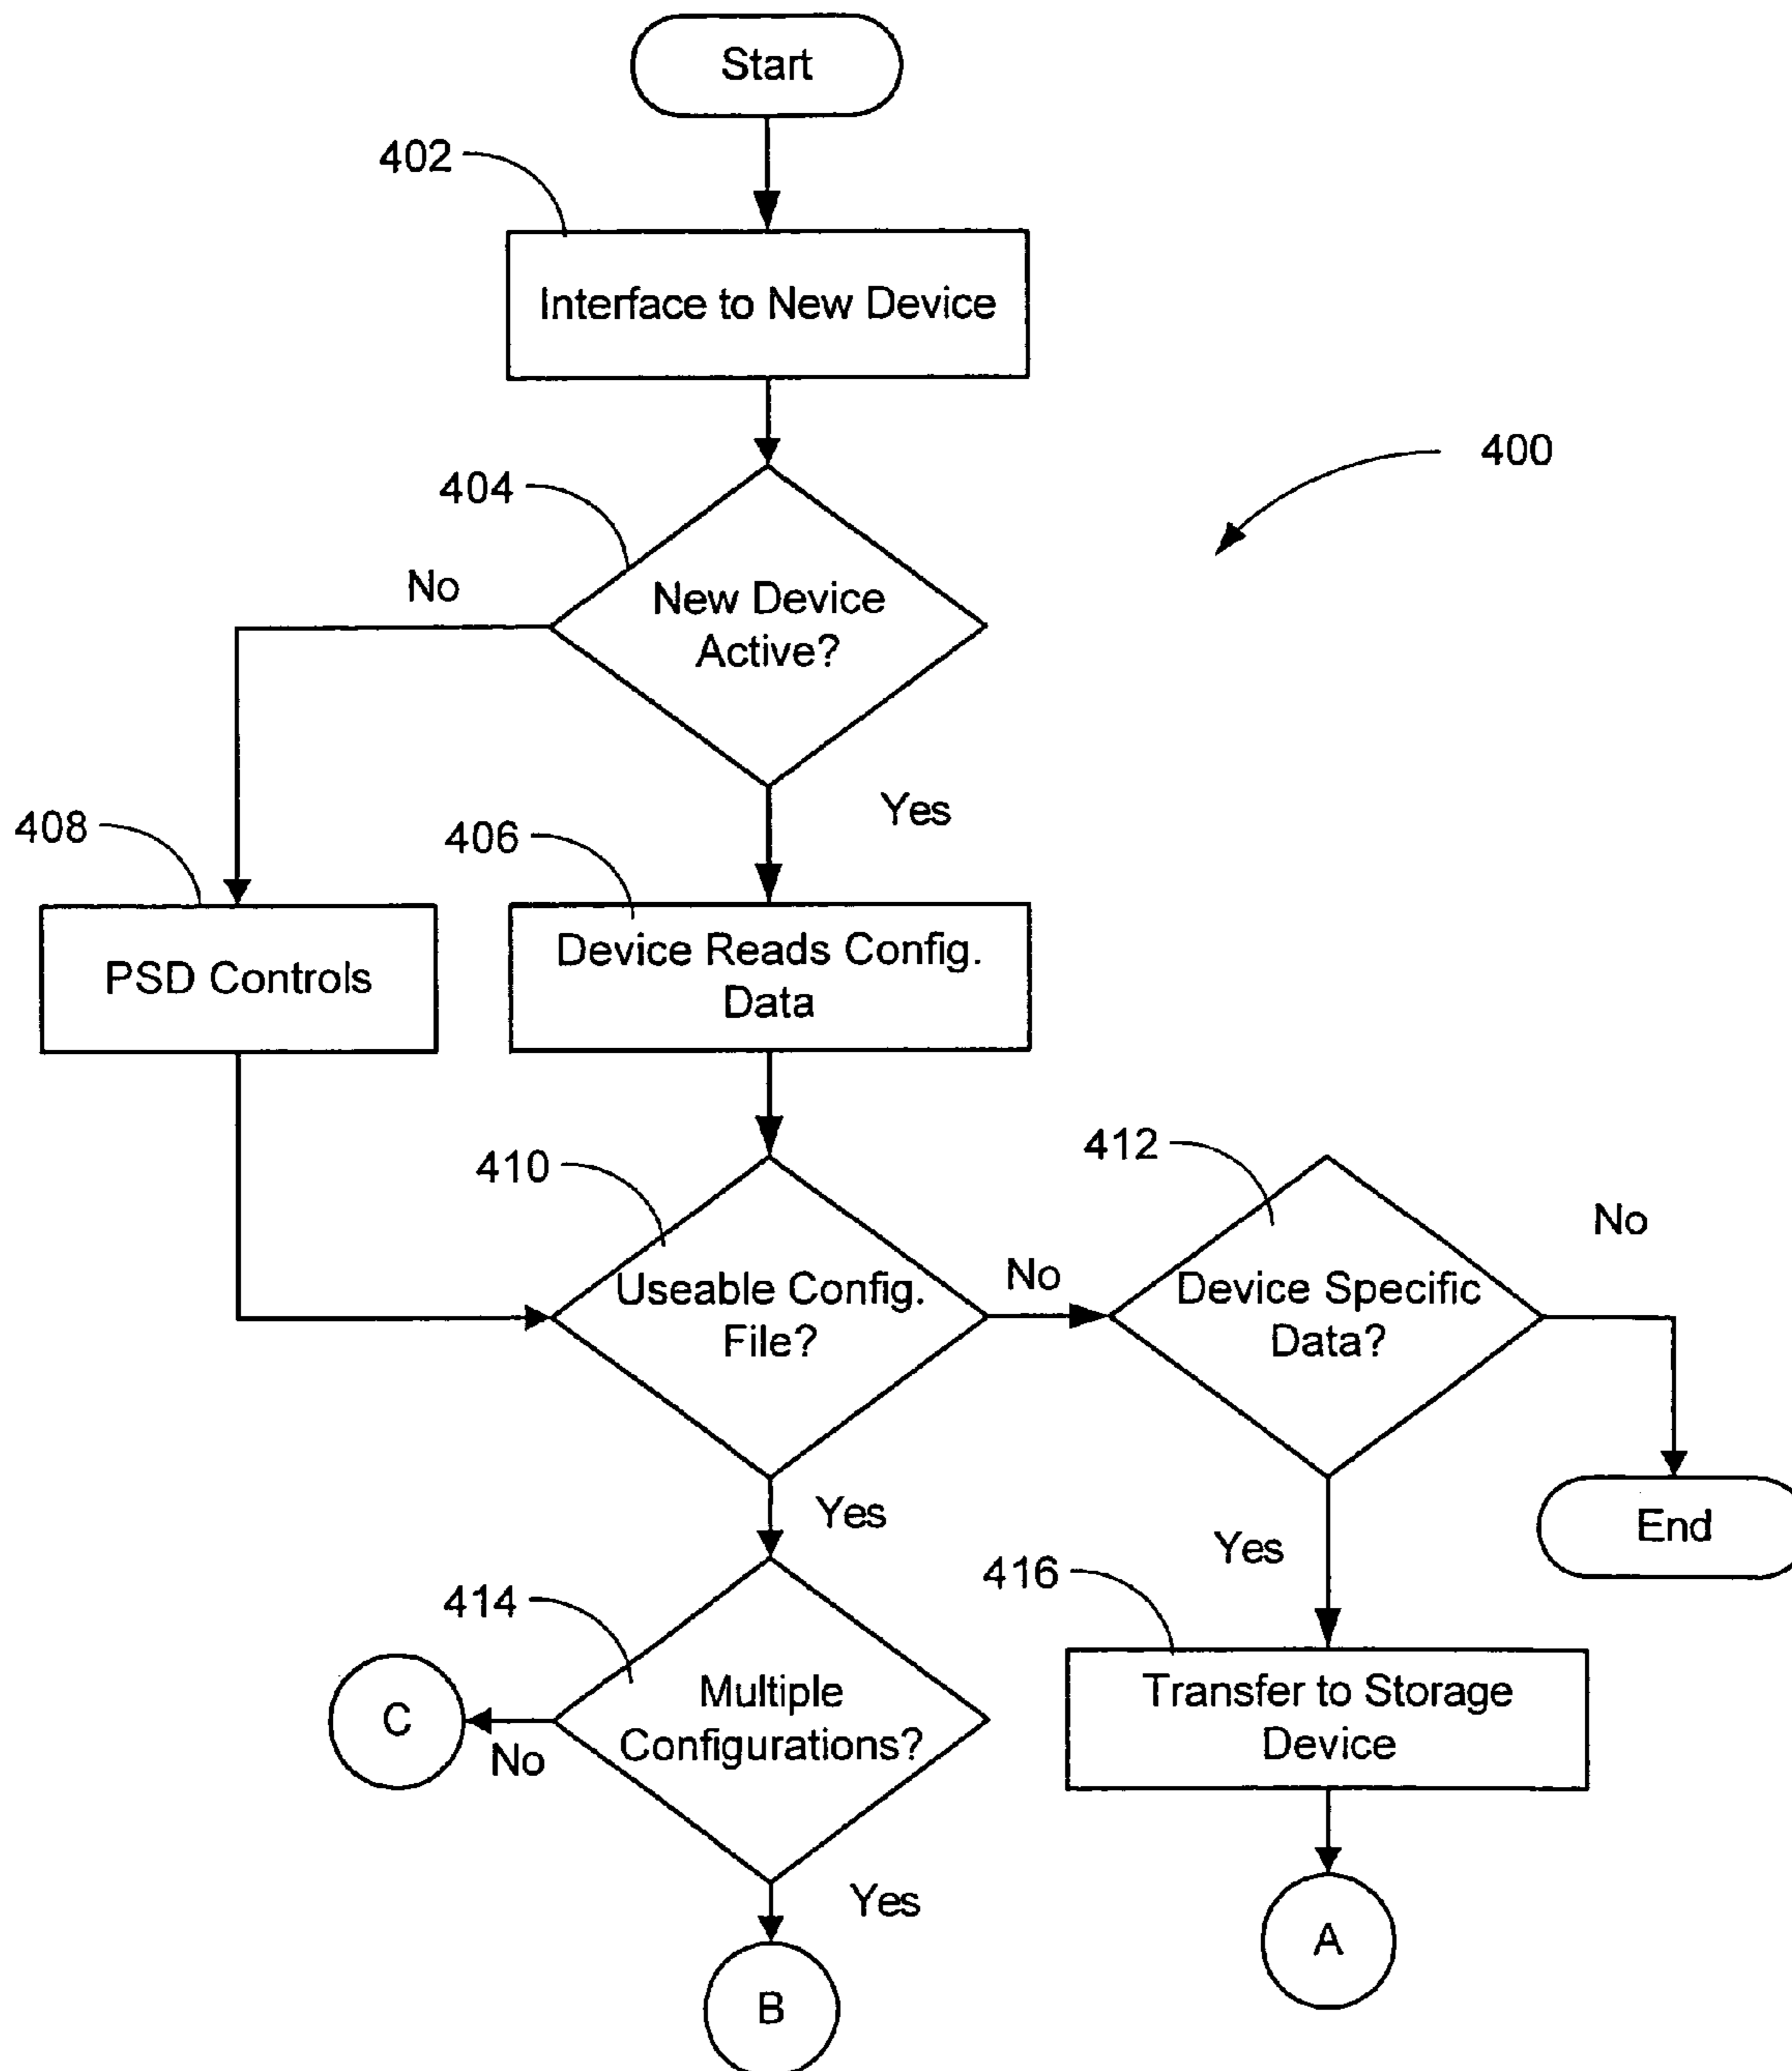 Start
402
Interface to New Device
400
404
No
New Device
Active?
Yes
408
406
PSD Controls
Device Reads Config.
Data
410
412
No
Useable Config.
File?
No
Device Specific
Data?
Yes
End
Yes
414
416
C
No
Multiple
Configurations?
Transfer to Storage
Device
Yes
B
A